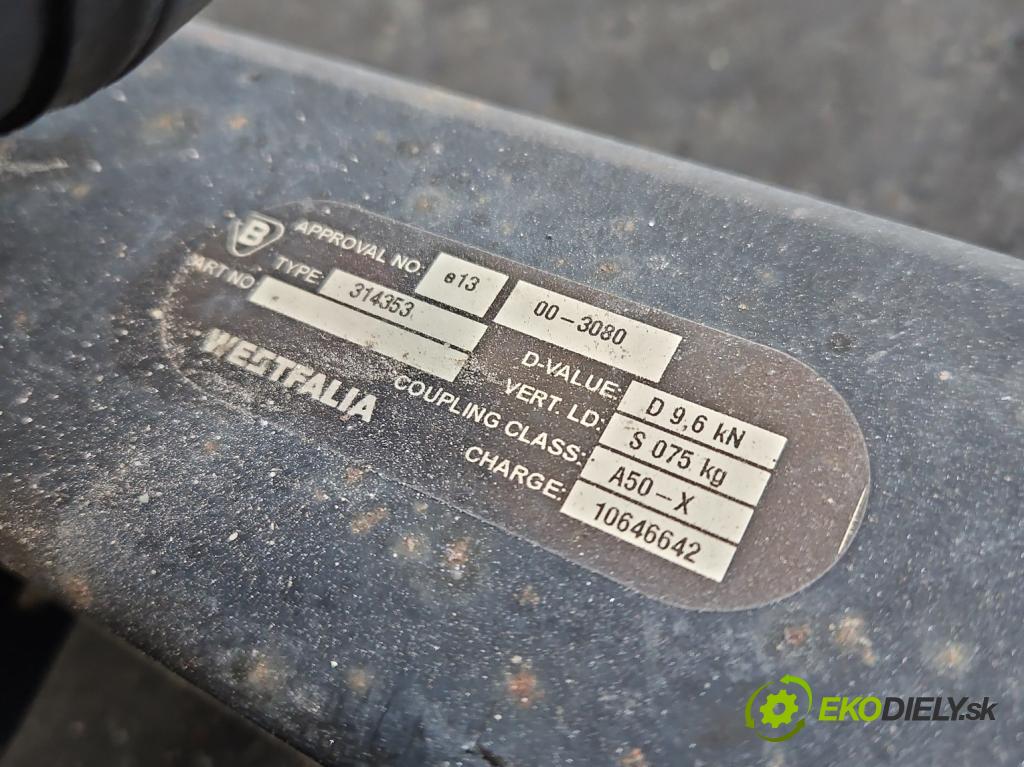 B APPROVAL NO: e13 00-3080
TYPE 314353
PART NO
WESTFALIA
D-VALUE: D 9,6 kN
VERT. LD: S 075 kg
COUPLING CLASS: A50-X
CHARGE: 10646642
EKODIELY.sk